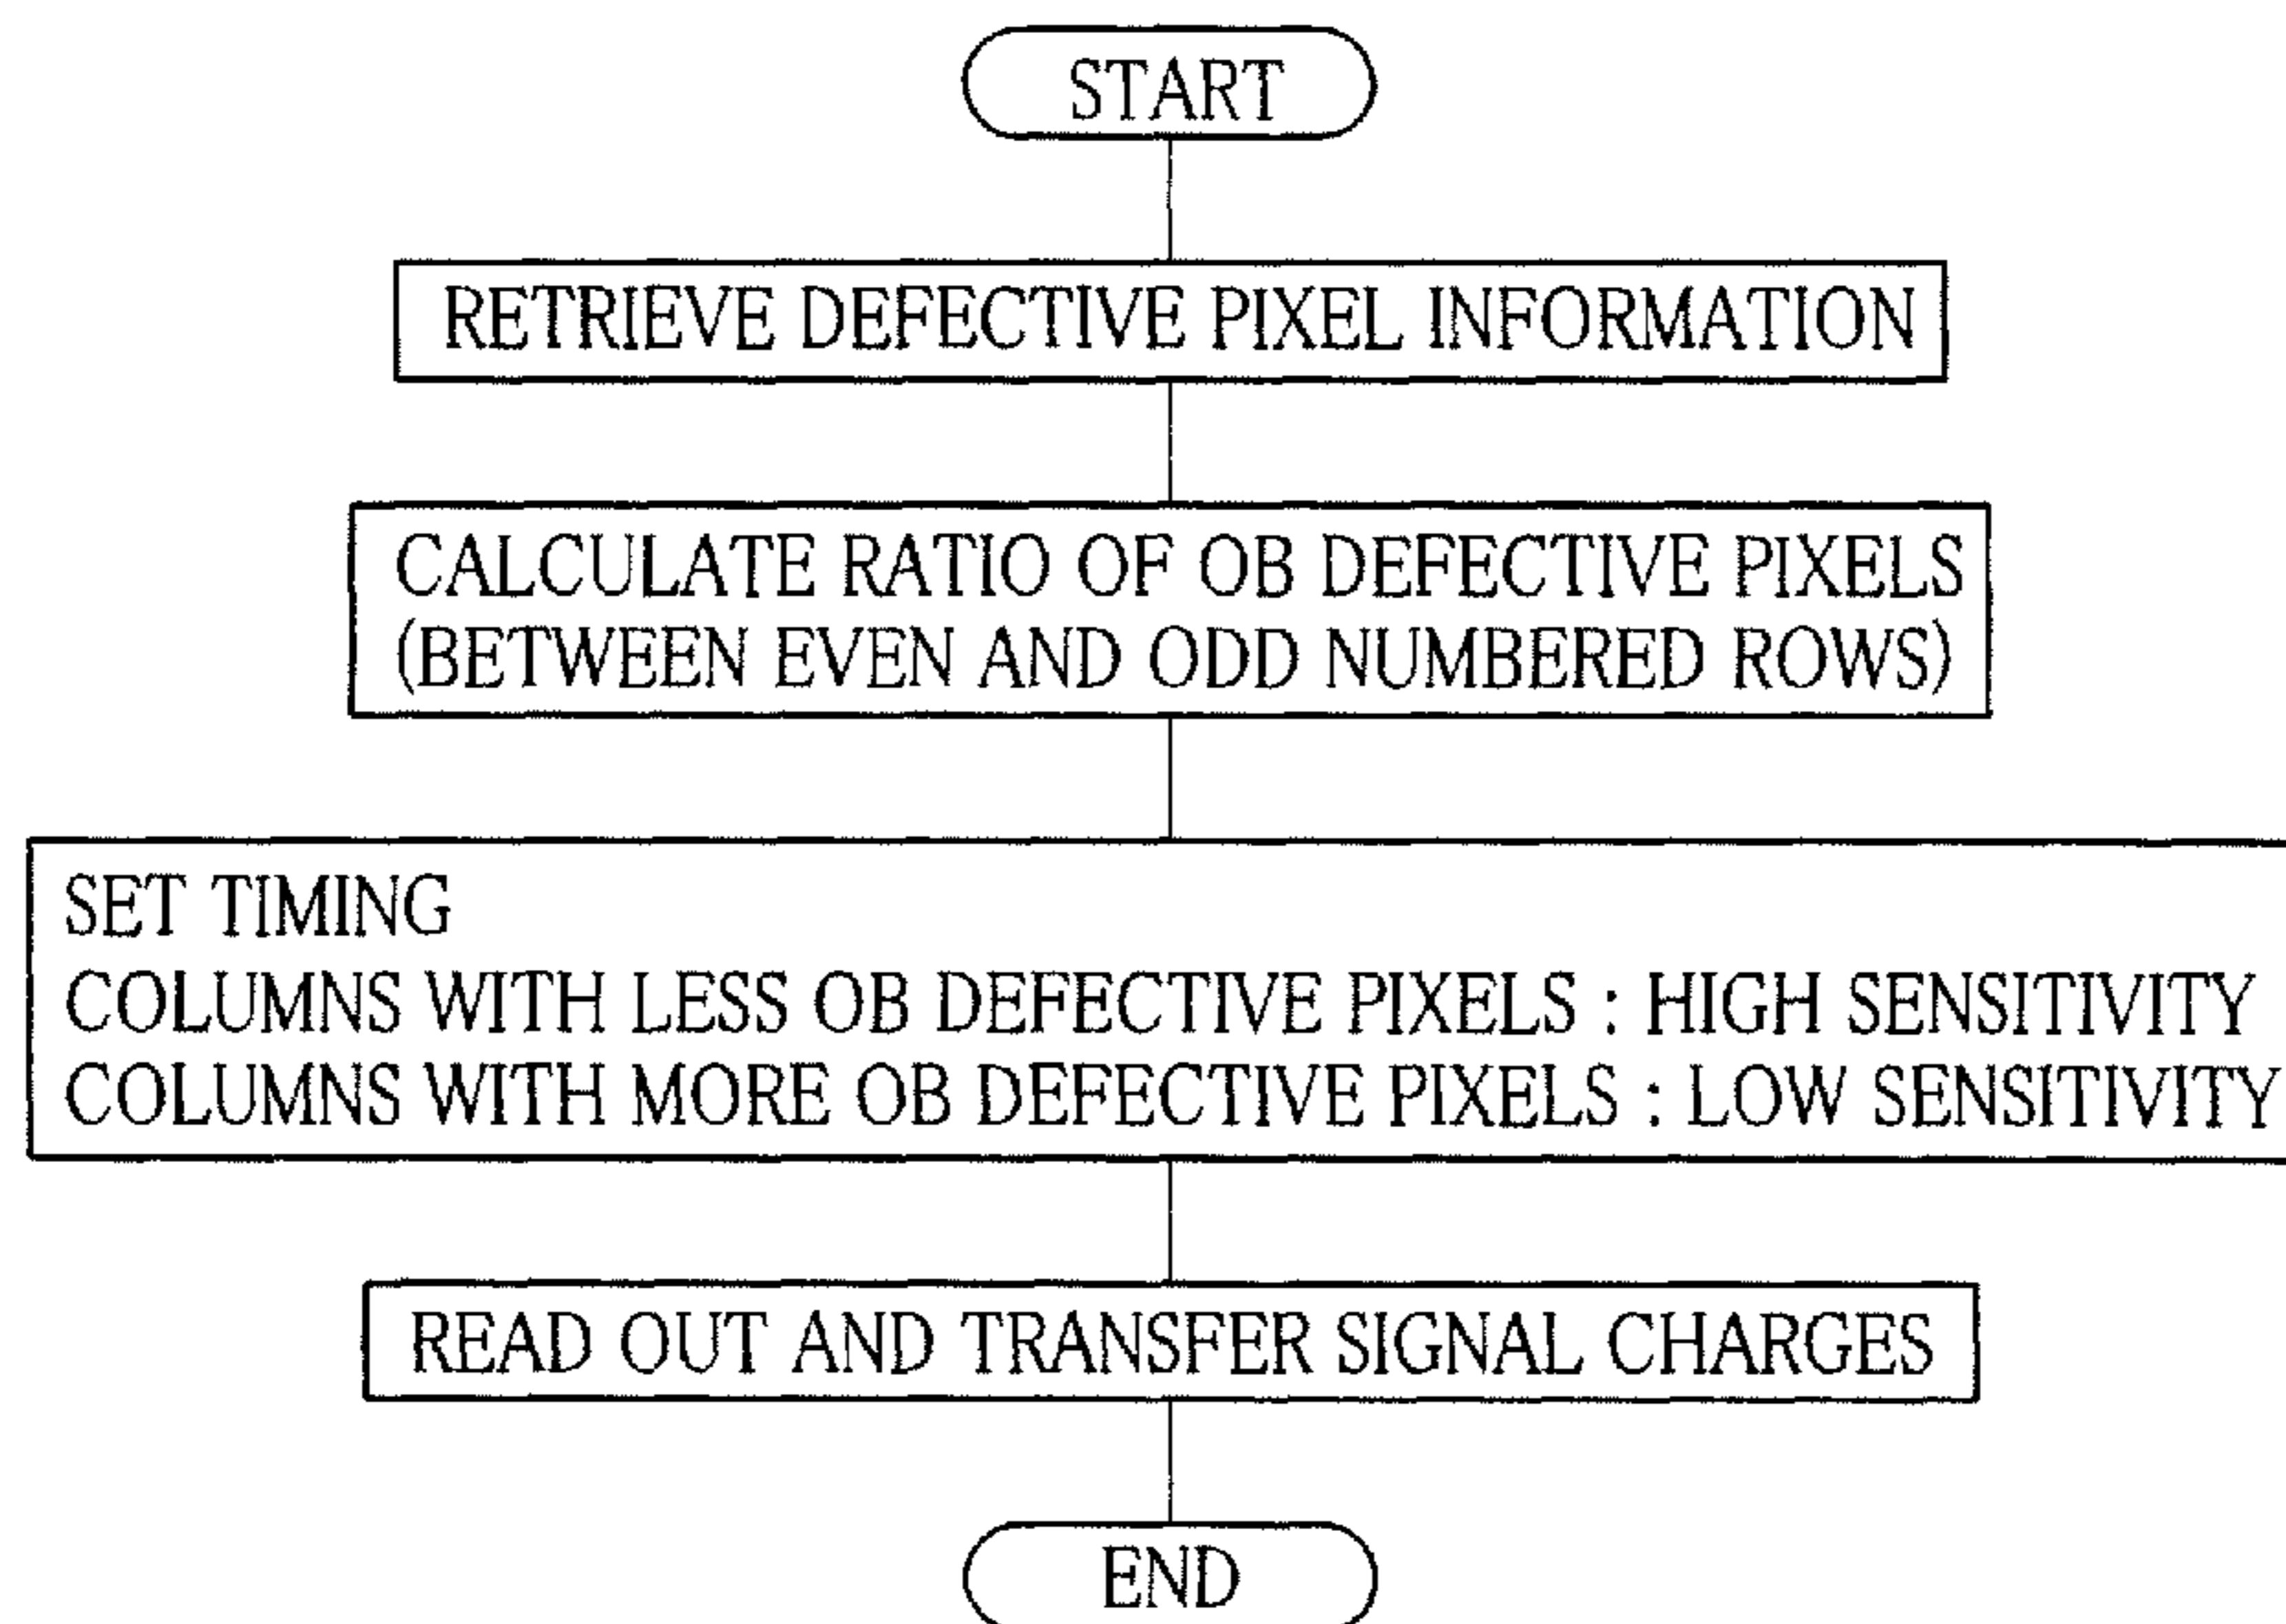 START
RETRIEVE DEFECTIVE PIXEL INFORMATION
CALCULATE RATIO OF OB DEFECTIVE PIXELS
(BETWEEN EVEN AND ODD NUMBERED ROWS)
SET TIMING
COLUMNS WITH LESS OB DEFECTIVE PIXELS : HIGH SENSITIVITY
COLUMNS WITH MORE OB DEFECTIVE PIXELS : LOW SENSITIVITY
READ OUT AND TRANSFER SIGNAL CHARGES
END